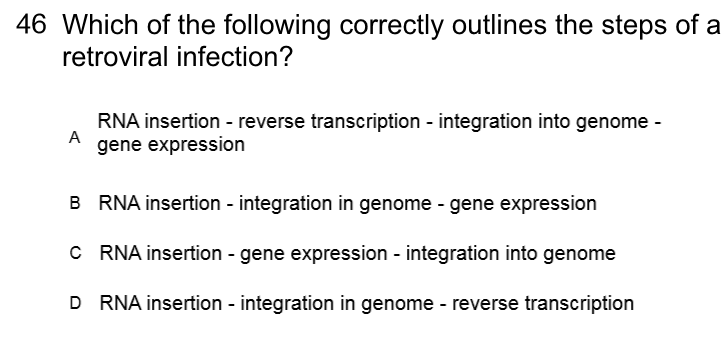 46 Which of the following correctly outlines the steps of a
retroviral infection?
RNA insertion - reverse transcription - integration into genome -
A gene expression
B RNA insertion - integration in genome - gene expression
C RNA insertion - gene expression - integration into genome
D RNA insertion - integration in genome - reverse transcription